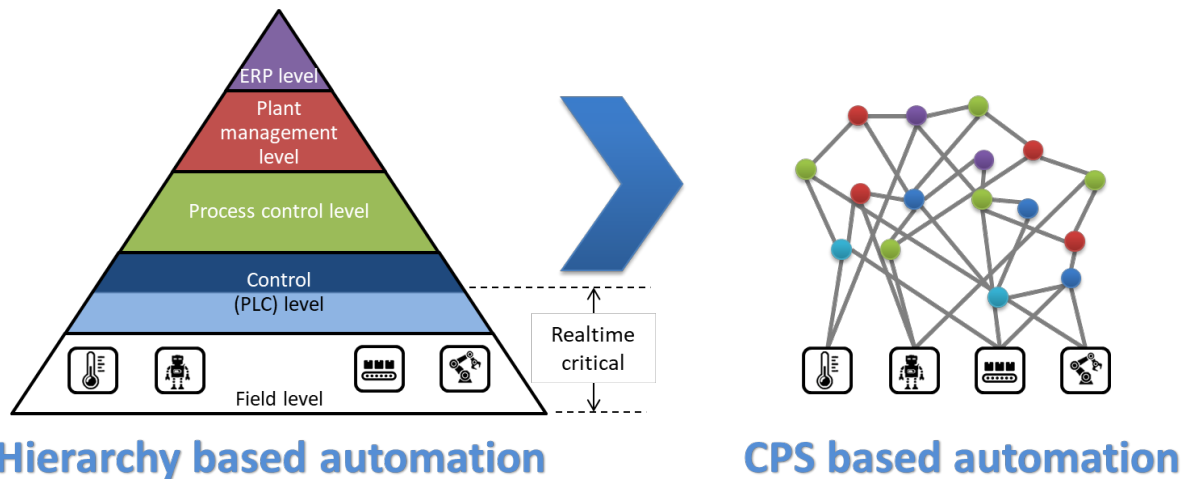 ERP level
Plant
management
level
Process control level
Control
(PLC) level
Realtime
critical
Field level
Hierarchy based automation
CPS based automation